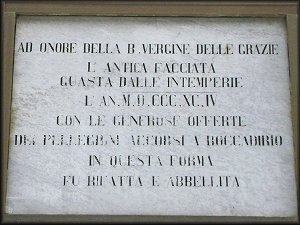 AD ONORE DELLA B. VERGINE DELLE GRAZIE
L'ANTICA FACCIATA
GUASTA DALLE INTEMPERIE
L'AN. M.D.CCC.XC.IV
CON LE GENEROSE OFFERTE
DEI PELLEGRINI ACCORSI A BOCCADIRIO
IN QUESTA FORMA
FU RIFATTA E ABBELLITA